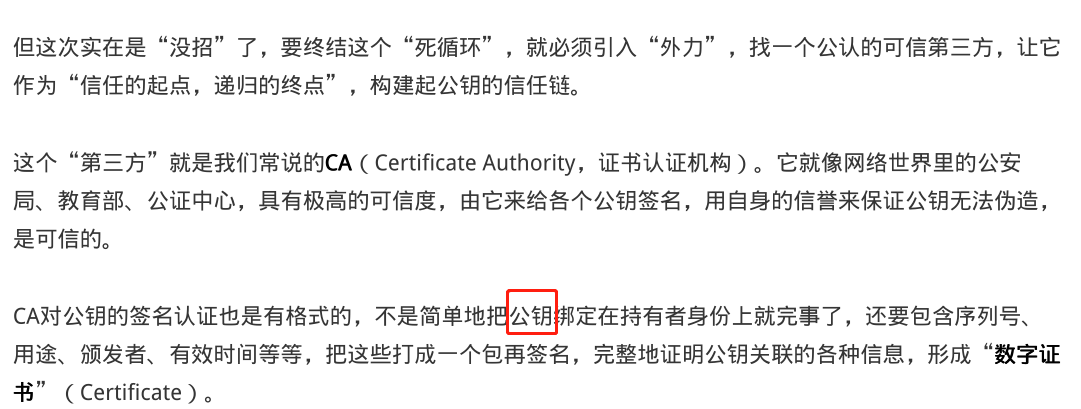 但这次实在是“没招”了，要终结这个“死循环”，就必须引入“外力”，找一个公认的可信第三方，让它
作为“信任的起点，递归的终点”，构建起公钥的信任链。
这个“第三方”就是我们常说的CA（Certificate Authority，证书认证机构）。它就像网络世界里的公安
局、教育部、公证中心，具有极高的可信度，由它来给各个公钥签名，用自身的信誉来保证公钥无法伪造，
是可信的。
CA对公钥的签名认证也是有格式的，不是简单地把公钥绑定在持有者身份上就完事了，还要包含序列号、
用途、颁发者、有效时间等等，把这些打成一个包再签名，完整地证明公钥关联的各种信息，形成“数字证
书”（Certificate）。